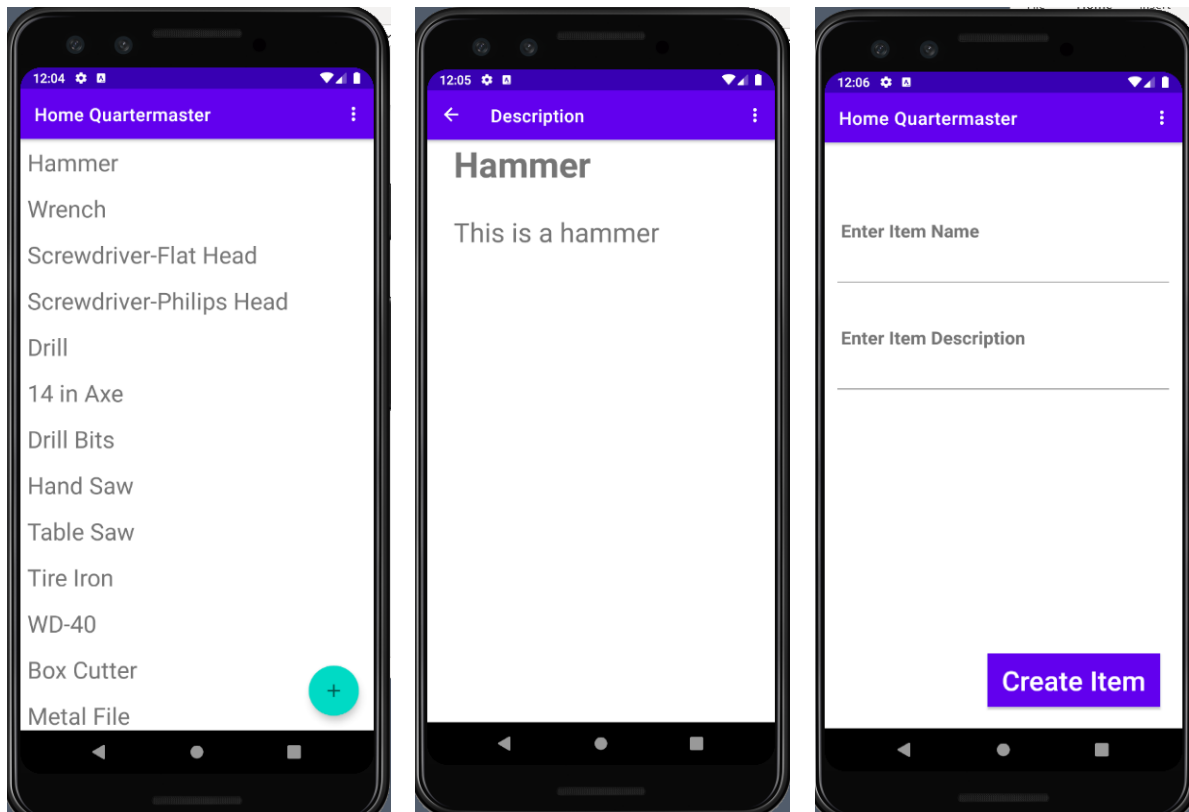 12:04
Home Quartermaster
Hammer
Wrench
Screwdriver-Flat Head
Screwdriver-Philips Head
Drill
14 in Axe
Drill Bits
Hand Saw
Table Saw
Tire Iron
WD-40
Box Cutter
Metal File
+
12:05
Description
Hammer
This is a hammer
12:06
Home Quartermaster
Enter Item Name
Enter Item Description
Create Item